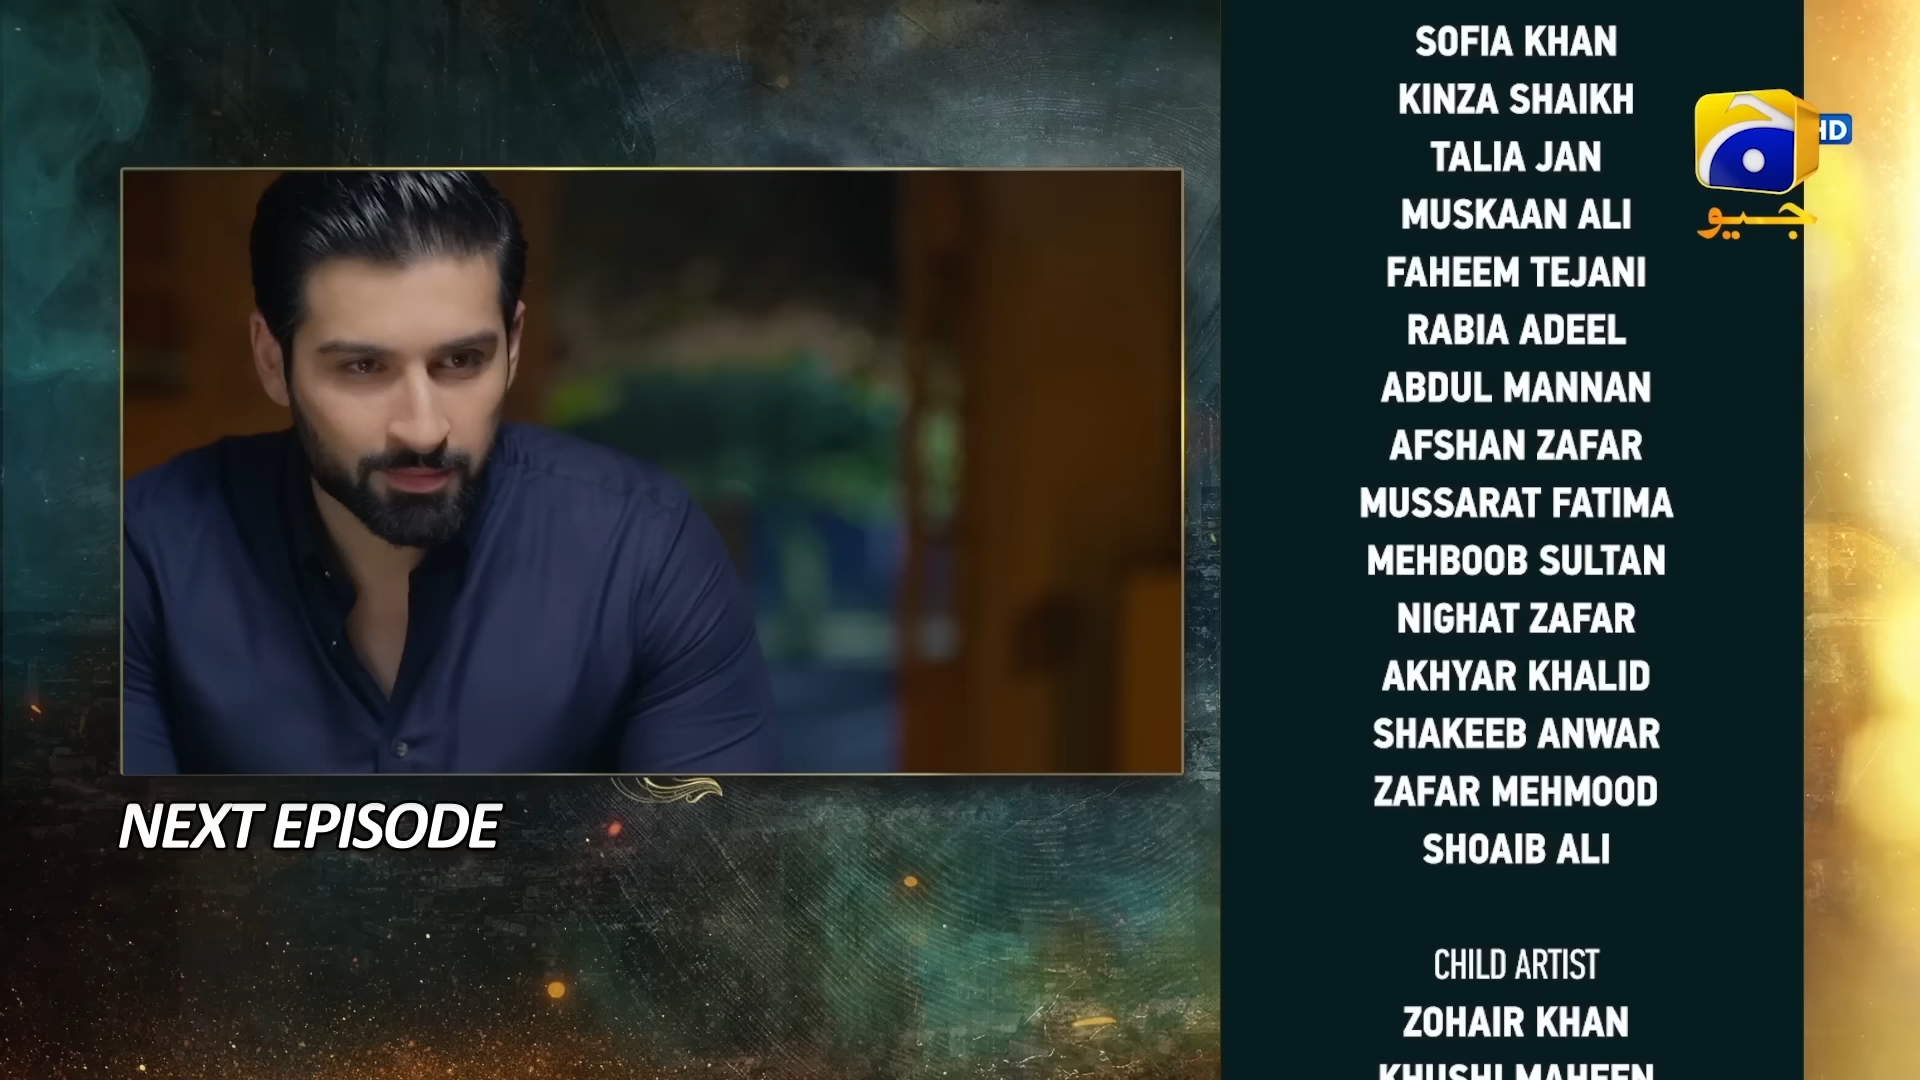 SOFIA KHAN
KINZA SHAIKH
TALIA JAN
MUSKAAN ALI
FAHEEM TEJANI
RABIA ADEEL
ABDUL MANNAN
AFSHAN ZAFAR
MUSSARAT FATIMA
MEHBOOB SULTAN
NIGHAT ZAFAR
AKHYAR KHALID
SHAKEEB ANWAR
ZAFAR MEHMOOD
SHOAIB ALI
CHILD ARTIST
ZOHAIR KHAN
KHUSHI MAHEEN
HD
جیو
NEXT EPISODE